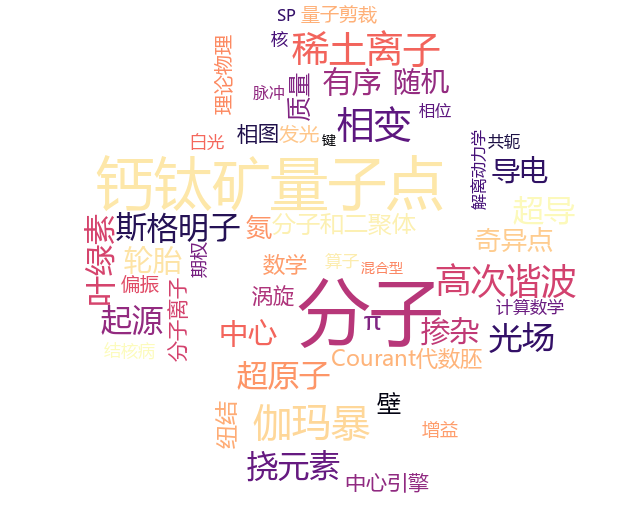 SP
量子剪裁
核
稀土离子
理论物理
脉冲
质量
有序
随机
相变
相位
相图
发光
键
白光
共轭
解离动力学
导电
钙钛矿量子点
超导
斯格明子
氮
分子和二聚体
奇异点
叶绿素
轮胎
期权
数学
算子
混合型
偏振
高次谐波
涡旋
分子
π
计算数学
起源
分子离子
中心
掺杂
光场
结核病
Courant代数胚
超原子
壁
纽结
伽玛暴
增益
挠元素
中心引擎